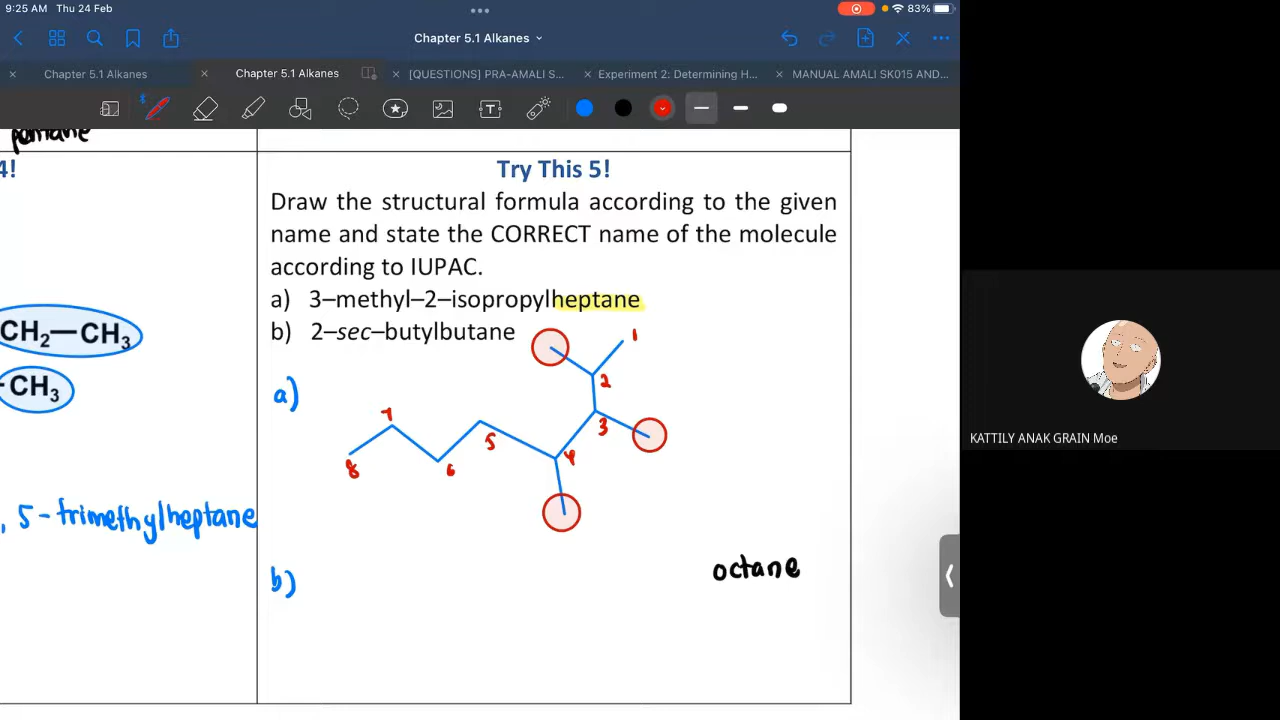 9:25 AM Thu 24 Feb
83%
Chapter 5.1 Alkanes
Chapter 5.1 Alkanes
Chapter 5.1 Alkanes
[QUESTIONS] PRA-AMALI S...
Experiment 2: Determining H...
MANUAL AMALI SK015 AND...
4!
CH2—CH3
CH3
, 5-trimethylheptane
Try This 5!
Draw the structural formula according to the given
name and state the CORRECT name of the molecule
according to IUPAC.
a) 3–methyl–2–isopropylheptane
b) 2–sec–butylbutane
a)
1
2
3
4
5
6
7
8
b)
octane
KATTILY ANAK GRAIN Moe